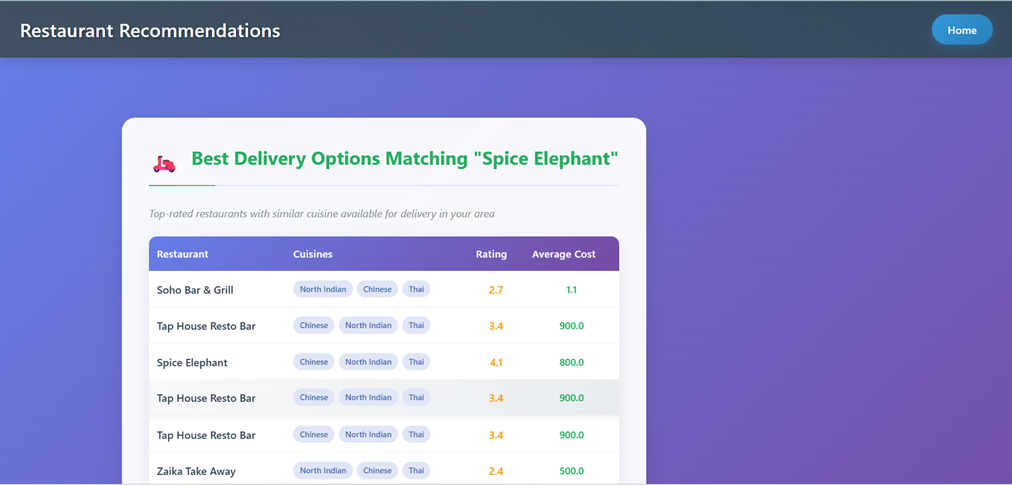 Restaurant Recommendations Home
Best Delivery Options Matching "Spice Elephant"
Top-rated restaurants with similar cuisine available for delivery in your area
Restaurant Cuisines Rating Average Cost
Soho Bar & Grill North Indian Chinese Thai 2.7 1.1
Tap House Resto Bar Chinese North Indian Thai 3.4 900.0
Spice Elephant Chinese North Indian Thai 4.1 800.0
Tap House Resto Bar Chinese North Indian Thai 3.4 900.0
Tap House Resto Bar Chinese North Indian Thai 3.4 900.0
Zaika Take Away North Indian Chinese Thai 2.4 500.0